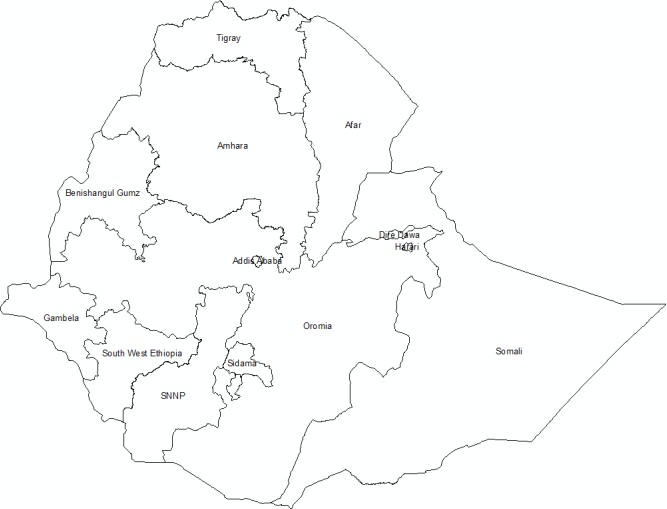 Tigray
Afar
Amhara
Benishangul Gumz
Dire Dawa
Harari
Addis Ababa
Gambela
Oromia
South West Ethiopia
Somali
Sidama
SNNP